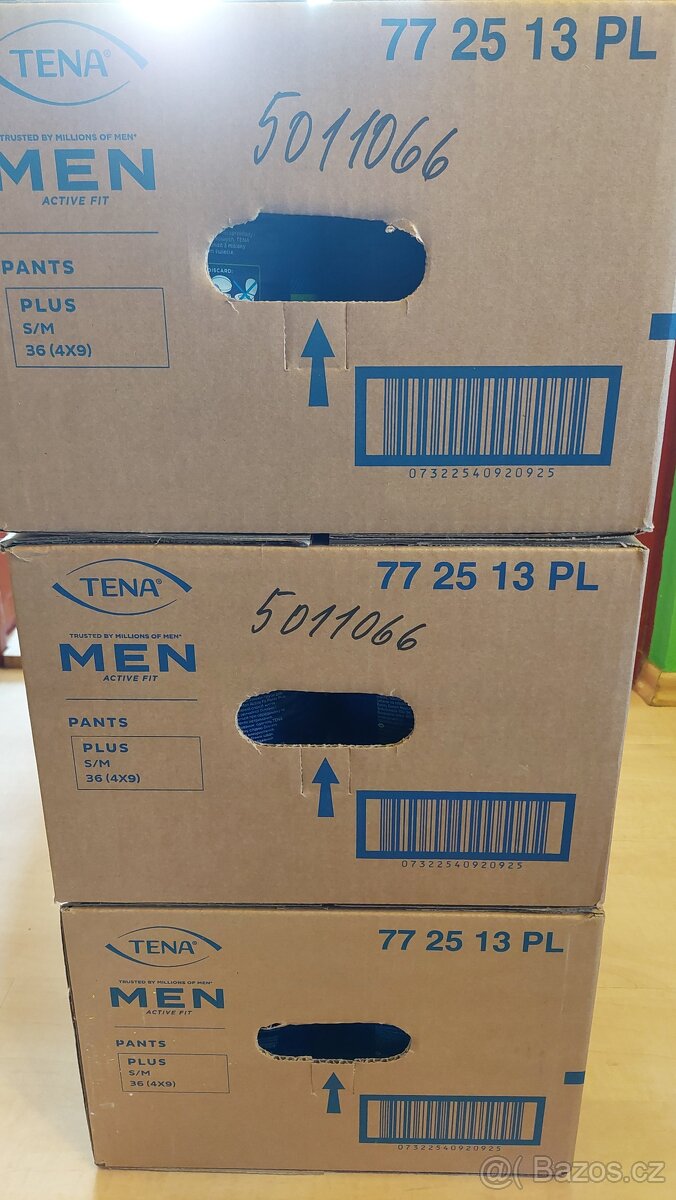 TENA®
77 25 13 PL
5011066
TRUSTED BY MILLIONS OF MEN*
MEN
ACTIVE FIT
DISCARD:
PANTS
PLUS
S/M
36 (4X9)
07322540920925
TENA®
77 25 13 PL
5011066
TRUSTED BY MILLIONS OF MEN*
MEN
ACTIVE FIT
PANTS
PLUS
S/M
36 (4X9)
07322540920925
TENA®
77 25 13 PL
TRUSTED BY MILLIONS OF MEN*
MEN
ACTIVE FIT
PANTS
PLUS
S/M
36 (4X9)
07322540920925
Bazos.cz